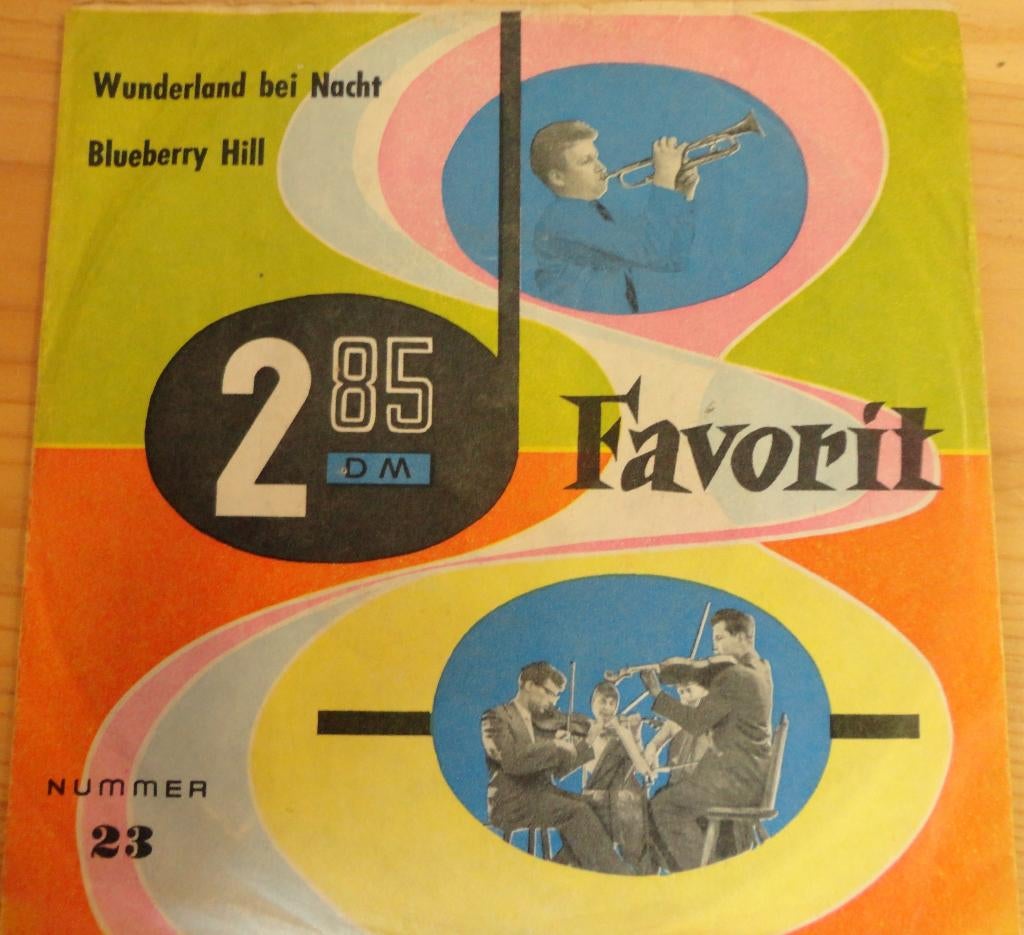 Wunderland bei Nacht
Blueberry Hill
2 85
DM
Favorit
NUMMER
23